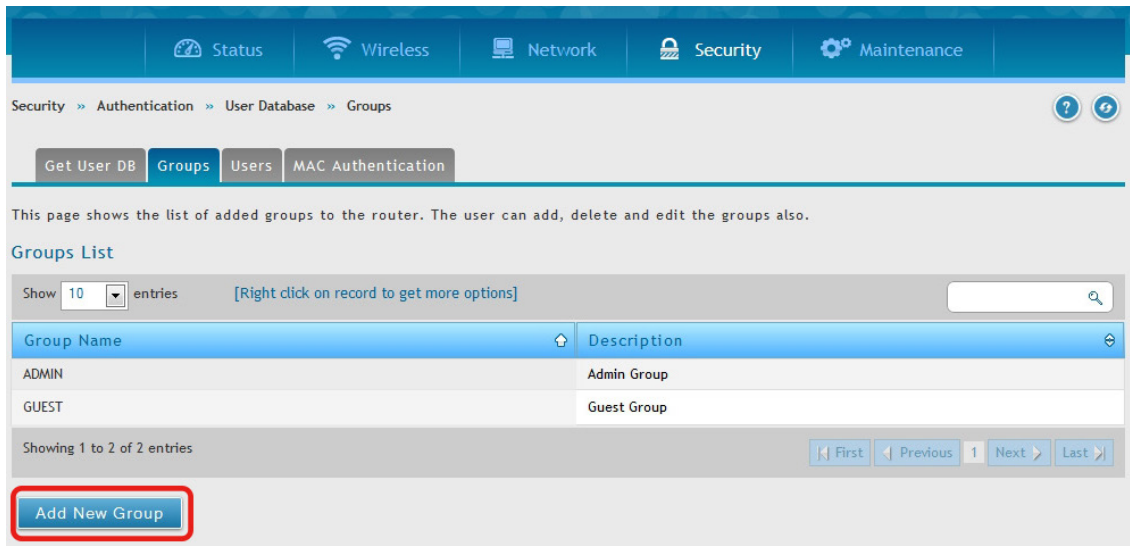 Status Wireless Network Security Maintenance
Security » Authentication » User Database » Groups
Get User DB Groups Users MAC Authentication
This page shows the list of added groups to the router. The user can add, delete and edit the groups also.
Groups List
Show 10 entries [Right click on record to get more options]
Group Name Description
ADMIN Admin Group
GUEST Guest Group
Showing 1 to 2 of 2 entries First Previous 1 Next Last
Add New Group